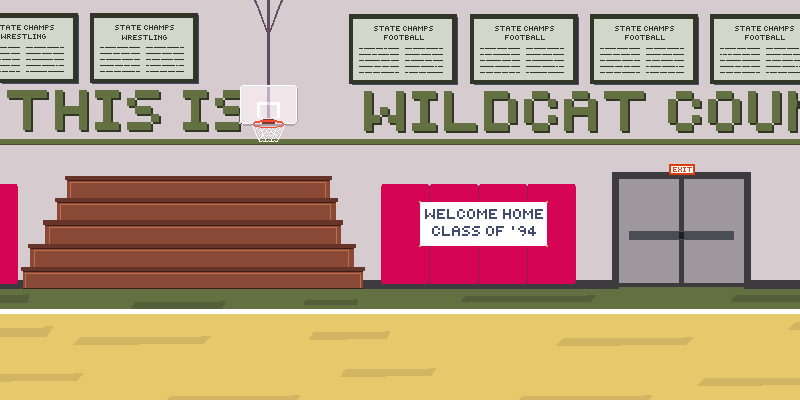 STATE CHAMPS
WRESTLING
STATE CHAMPS
WRESTLING
STATE CHAMPS
FOOTBALL
STATE CHAMPS
FOOTBALL
STATE CHAMPS
FOOTBALL
STATE CHAMPS
FOOTBALL
THIS IS WILDCAT COUN
EXIT
WELCOME HOME
CLASS OF '94